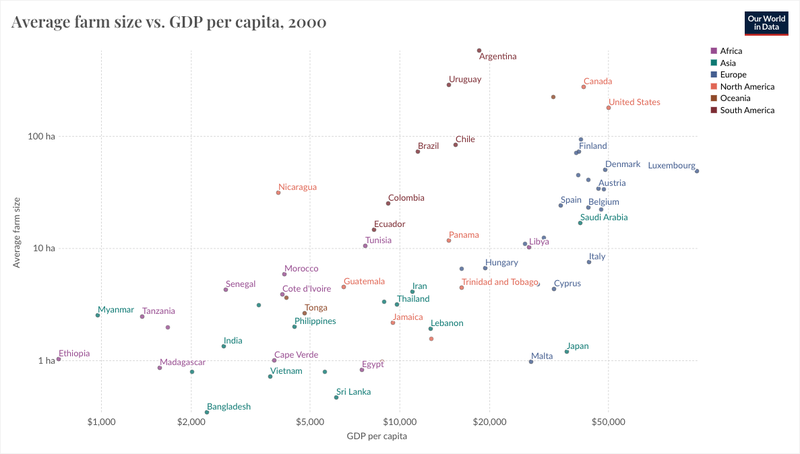 Average farm size vs. GDP per capita, 2000
Our World
in Data
Argentina
Uruguay
Canada
United States
100 ha
Brazil
Chile
Finland
Denmark
Luxembourg
Nicaragua
Austria
Colombia
Spain
Belgium
Saudi Arabia
Ecuador
Tunisia
Panama
Libya
10 ha
Italy
Morocco
Hungary
Senegal
Cote d'Ivoire
Guatemala
Iran
Trinidad and Tobago
Cyprus
Myanmar
Tanzania
Tonga
Thailand
Philippines
Jamaica
Lebanon
India
Japan
1 ha
Ethiopia
Madagascar
Cape Verde
Egypt
Malta
Vietnam
Sri Lanka
Bangladesh
Average farm size
$1,000
$2,000
$5,000
$10,000
$20,000
$50,000
GDP per capita
Africa
Asia
Europe
North America
Oceania
South America